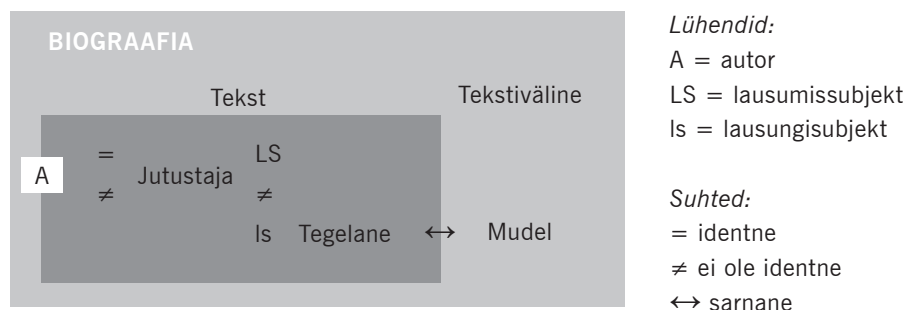 BIOGRAAFIA
Tekst
Tekstiväline
A
=
≠
Jutustaja
LS
≠
ls Tegelane ↔ Mudel
Lühendid:
A = autor
LS = lausumissubjekt
ls = lausungisubjekt
Suhted:
= identne
≠ ei ole identne
↔ sarnane